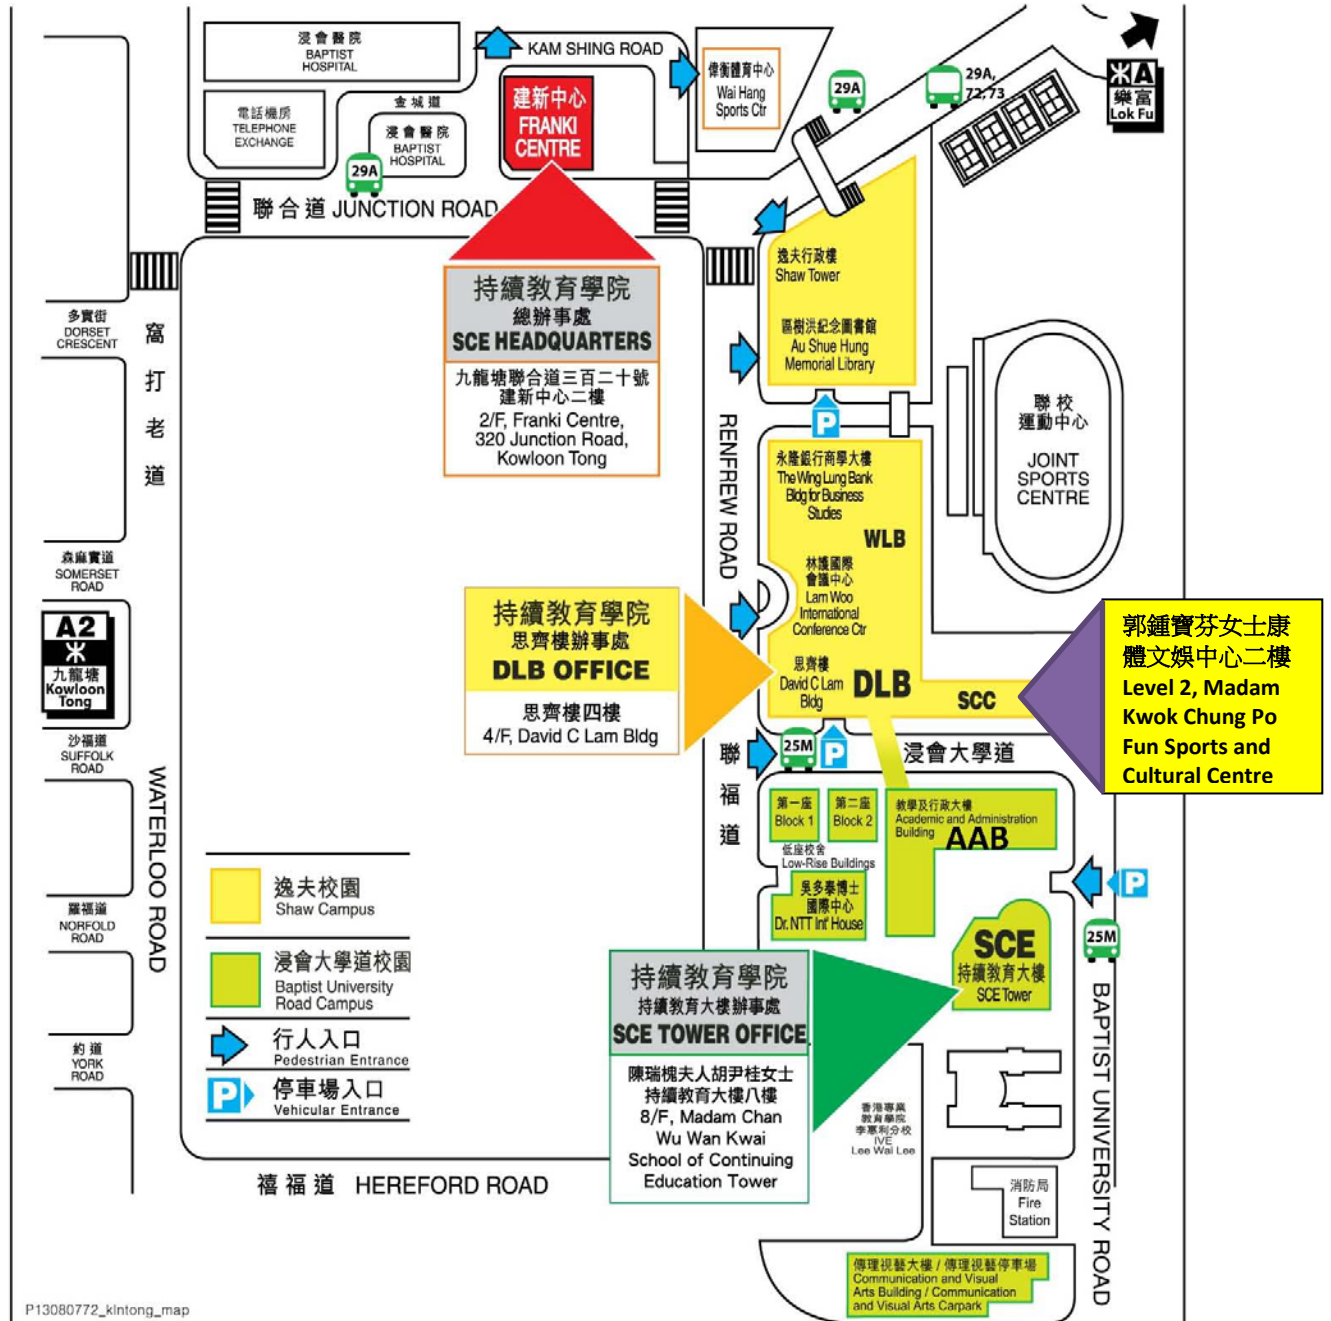 浸會醫院
BAPTIST
HOSPITAL
KAM SHING ROAD
電話機房
TELEPHONE
EXCHANGE
金城道
浸會醫院
BAPTIST
HOSPITAL
29A
建新中心
FRANKI
CENTRE
偉衡體育中心
Wai Hang
Sports Ctr
29A
29A,
72,73
A
樂富
Lok Fu
聯合道 JUNCTION ROAD
多實街
DORSET
CRESCENT
窩打老道
持續教育學院
總辦事處
SCE HEADQUARTERS
九龍塘聯合道三百二十號
建新中心二樓
2/F, Franki Centre,
320 Junction Road,
Kowloon Tong
逸夫行政樓
Shaw Tower
區樹洪紀念圖書館
Au Shue Hung
Memorial Library
P
RENFREW ROAD
聯校
運動中心
JOINT
SPORTS
CENTRE
永隆銀行商學大樓
The Wing Lung Bank
Bldg for Business
Studies
WLB
林護國際
會議中心
Lam Woo
International
Conference Ctr
思齊樓
David C Lam
Bldg
DLB
SCC
森麻實道
SOMERSET
ROAD
A2
九龍塘
Kowloon
Tong
沙福道
SUFFOLK
ROAD
持續教育學院
思齊樓辦事處
DLB OFFICE
思齊樓四樓
4/F, David C Lam Bldg
郭鍾寶芬女士康
體文娛中心二樓
Level 2, Madam
Kwok Chung Po
Fun Sports and
Cultural Centre
25M
P
浸會大學道
聯福道
WATERLOO ROAD
第一座
Block 1
第二座
Block 2
教學及行政大樓
Academic and Administration
Building
AAB
低座校舍
Low-Rise Buildings
吳多泰博士
國際中心
Dr. NTT Int' House
P
25M
SCE
持續教育大樓
SCE Tower
羅福道
NORFOLD
ROAD
約道
YORK
ROAD
逸夫校園
Shaw Campus
浸會大學道校園
Baptist University
Road Campus
行人入口
Pedestrian Entrance
P
停車場入口
Vehicular Entrance
持續教育學院
持續教育大樓辦事處
SCE TOWER OFFICE
陳瑞槐夫人胡尹桂女士
持續教育大樓八樓
8/F, Madam Chan
Wu Wan Kwai
School of Continuing
Education Tower
香港專業
教育學院
李惠利分校
IVE
Lee Wai Lee
BAPTIST UNIVERSITY ROAD
消防局
Fire
Station
禧福道 HEREFORD ROAD
傳理視藝大樓 / 傳理視藝停車場
Communication and Visual
Arts Building / Communication
and Visual Arts Carpark
P13080772_klntong_map